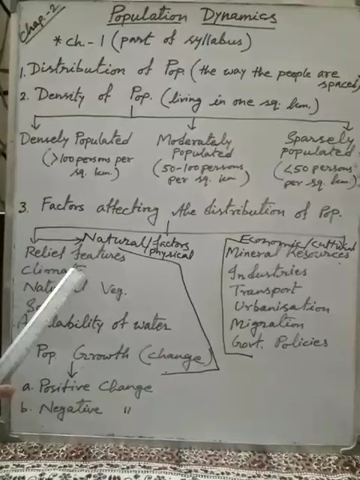 Chap-2
Population Dynamics
* ch-1 (part of syllabus)
1. Distribution of Pop (the way the people are spaced)
2. Density of Pop. (living in one sq. km.)
Densely Populated (>100 persons per sq. km)
Moderately Populated (50-100 persons per sq. km)
Sparsely populated (<50 persons per sq. km)
3. Factors affecting the distribution of Pop.
Natural/Physical factors
Relief features
Climate
Veg.
of water
Economic/Cultural
Mineral Resources
Industries
Transport
Urbanisation
Migration
Govt. Policies
Pop Growth (change)
a. Positive Change
b. Negative "